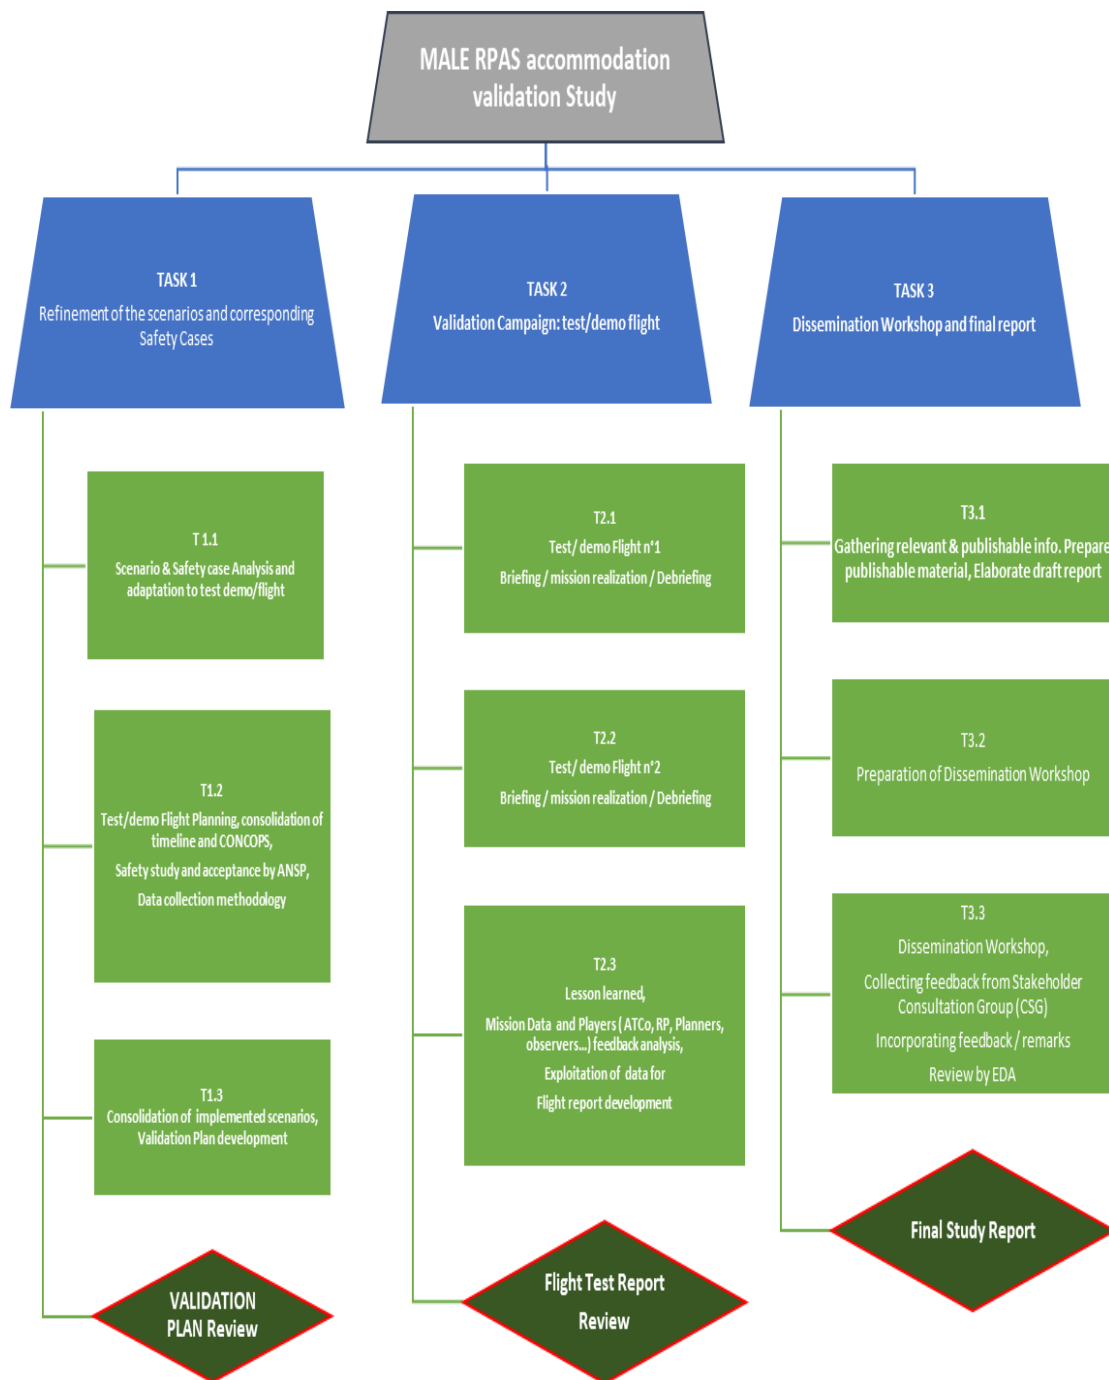 MALE RPAS accommodation
validation Study
TASK 1
Refinement of the scenarios and corresponding
Safety Cases
T 1.1
Scenario & Safety case Analysis and
adaptation to test demo/flight
T1.2
Test/demo Flight Planning, consolidation of
timeline and CONCOPS,
Safety study and acceptance by ANSP,
Data collection methodology
T1.3
Consolidation of implemented scenarios,
Validation Plan development
VALIDATION
PLAN Review
TASK 2
Validation Campaign: test/demo flight
T2.1
Test/ demo Flight n°1
Briefing / mission realization / Debriefing
T2.2
Test/ demo Flight n°2
Briefing / mission realization / Debriefing
T2.3
Lesson learned,
Mission Data and Players ( ATCo, RP, Planners,
observers...) feedback analysis,
Exploitation of data for
Flight report development
Flight Test Report
Review
TASK 3
Dissemination Workshop and final report
T3.1
Gathering relevant & publishable info. Prepare
publishable material, Elaborate draft report
T3.2
Preparation of Dissemination Workshop
T3.3
Dissemination Workshop,
Collecting feedback from Stakeholder
Consultation Group (CSG)
Incorporating feedback / remarks
Review by EDA
Final Study Report